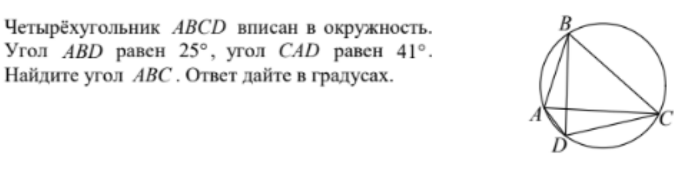 Четырёхугольник ABCD вписан в окружность.
Угол ABD равен 25°, угол CAD равен 41°.
Найдите угол ABC . Ответ дайте в градусах.
B
A
C
D